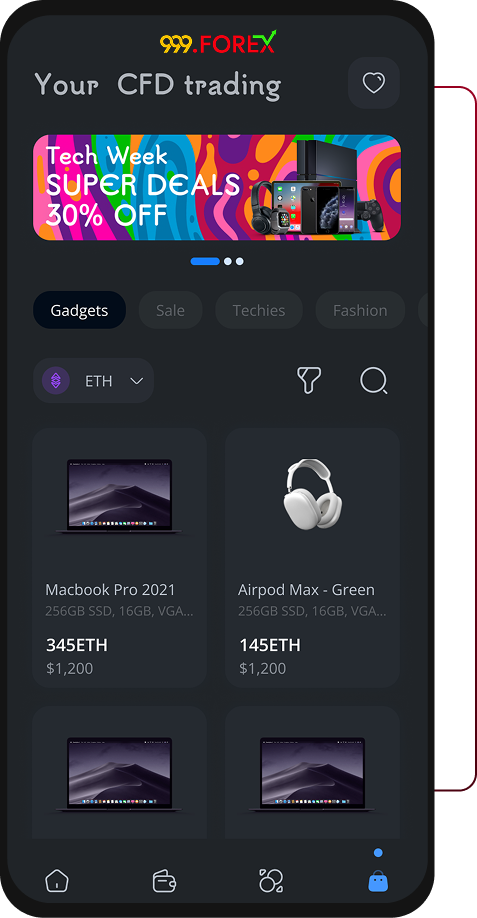 999.FOREX
Your CFD trading
Tech Week
SUPER DEALS
30% OFF
Gadgets
Sale
Techies
Fashion
ETH
Macbook Pro 2021
256GB SSD, 16GB, VGA...
345ETH
$1,200
Airpod Max - Green
256GB SSD, 16GB, VGA...
145ETH
$1,200